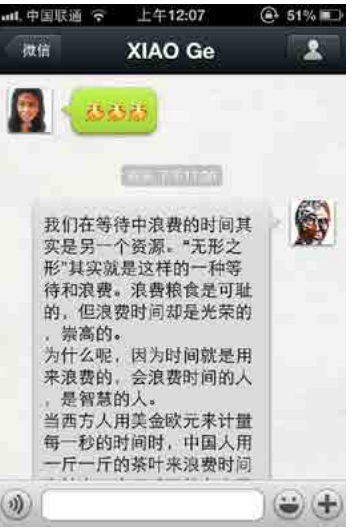 中国联通 上午12:07 51%
微信 XIAO Ge
我们在等待中浪费的时间其
实是另一个资源。“无形之
形”其实就是这样的一种等
待和浪费。浪费粮食是可耻
的，但浪费时间却是光荣的
，崇高的。
为什么呢，因为时间就是用
来浪费的，会浪费时间的人
，是智慧的人。
当西方人用美金欧元来计量
每一秒的时间时，中国人用
一斤一斤的茶叶来浪费时间